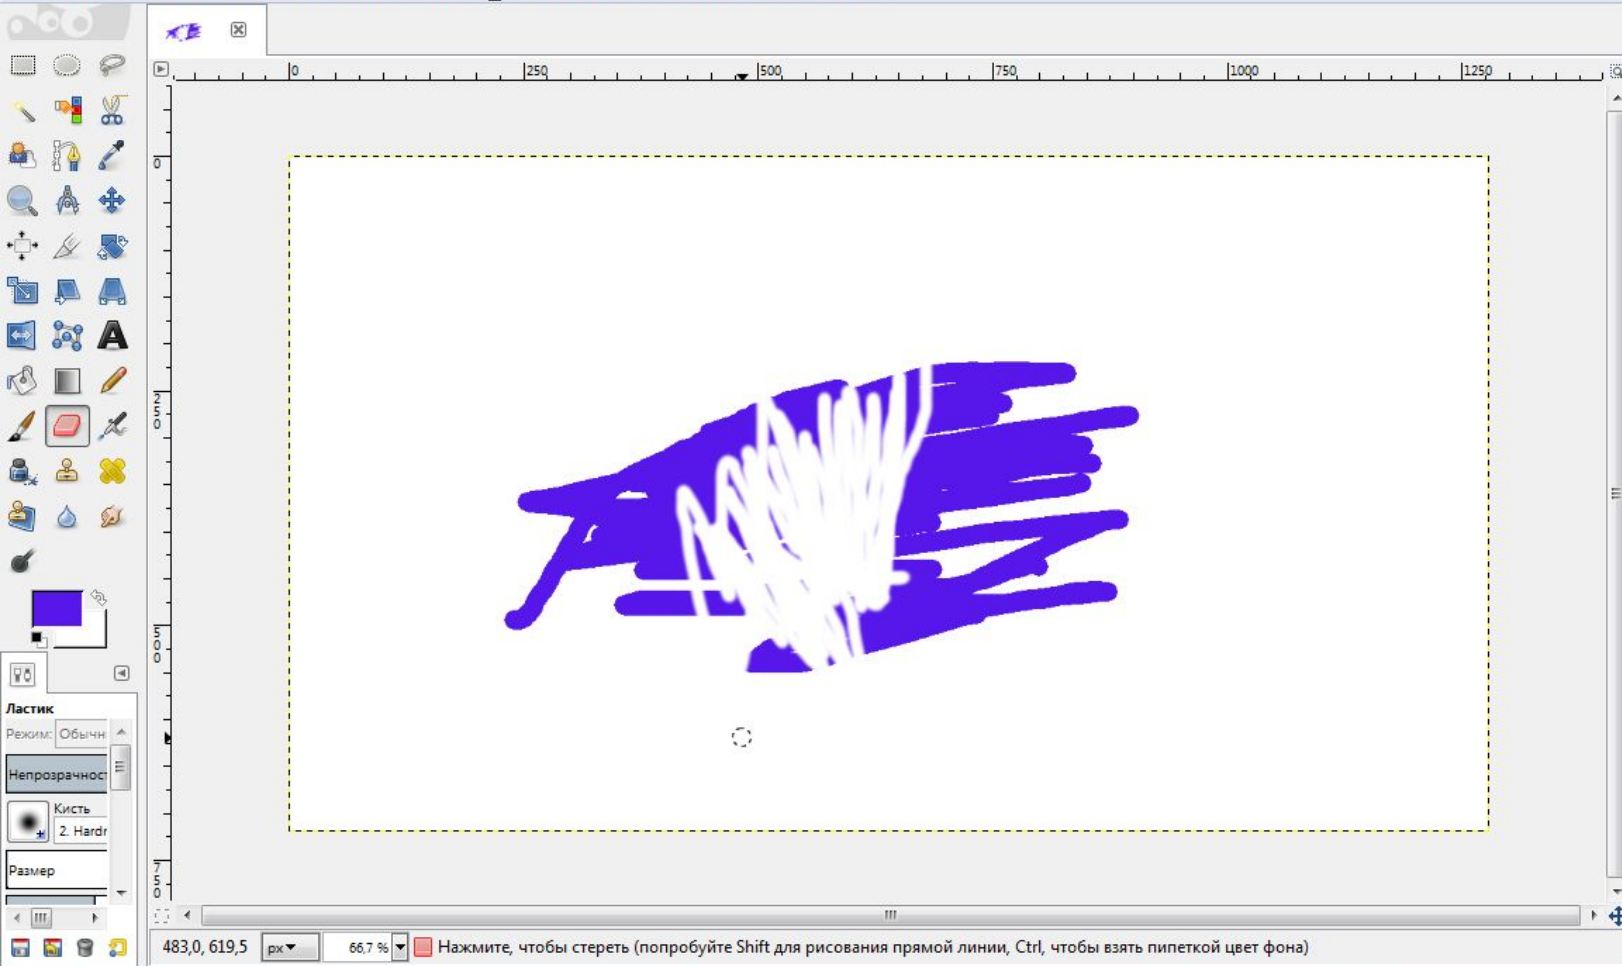 0 250 500 750 1000 1250
0
250
500
750
Ластик
Режим: Обычн
Непрозрачност
Кисть
2. Hardr
Размер
483,0, 619,5 px 66,7 % Нажмите, чтобы стереть (попробуйте Shift для рисования прямой линии, Ctrl, чтобы взять пипеткой цвет фона)